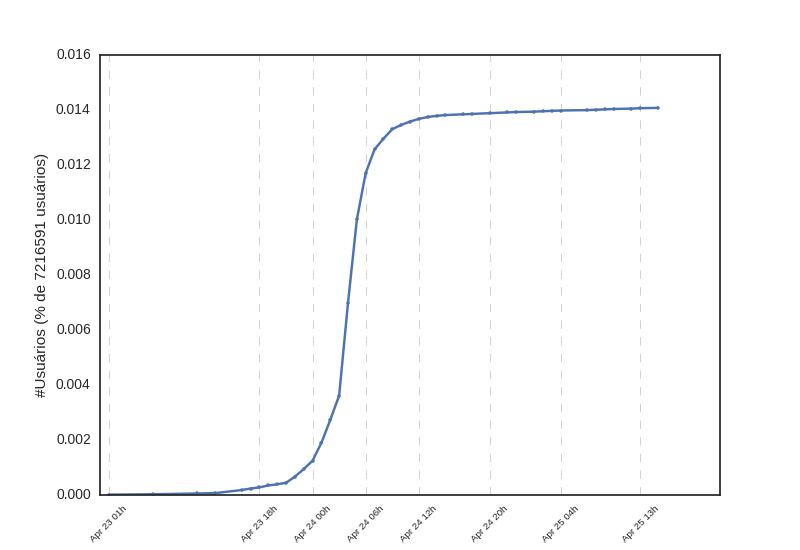 #Usuários (% de 7216591 usuários)
0.016
0.014
0.012
0.010
0.008
0.006
0.004
0.002
0.000
Apr 23 01h
Apr 23 18h
Apr 24 00h
Apr 24 06h
Apr 24 12h
Apr 24 20h
Apr 25 04h
Apr 25 13h